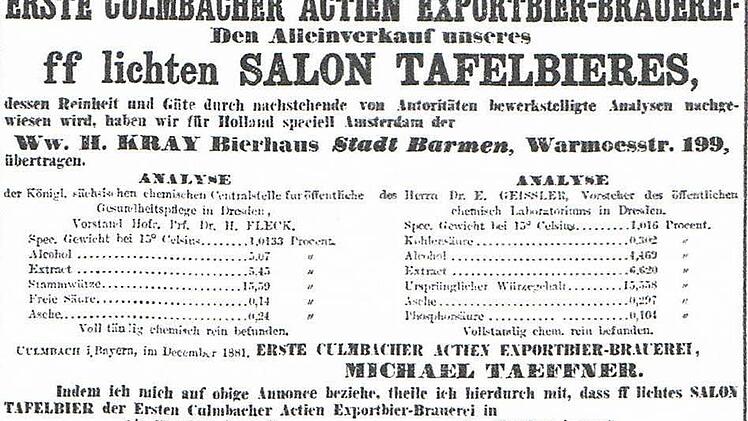 ERSTE CULMBACHER ACTIEN EXPORTBIER-BRAUEREI-
Den Alleinverkauf unseres
ff lichten SALON TAFELBIERES,
dessen Reinheit und Güte durch nachstehende von Autoritäten bewerkstelligte Analysen nachge-
wiesen wird, haben wir für Holland speciell Amsterdam der
Ww. H. KRAY Bierhaus Stadt Barmen, Warmoesstr. 199,
übertragen.
ANALYSE
der Königl. sächsischen chemischen Centralstelle fur öffentliche
Gesundheitspflege in Dresden,
Vorstand Hofr. Prf. Dr. H. FLECK.
Spec. Gewicht bei 15º Celsius......1,0133 Procent.
Alcohol......5,07 "
Extract......5,45 "
Stammwürze......15,59 "
Freie Säure......0,14 "
Asche......0,24 "
Voll tän lig chemisch rein befunden.
ANALYSE
des Herrn Dr. E. GEISSLER, Vorsteher des öffentlichen
chemisch Laboratoriums in Dresden.
Spec. Gewicht bei 15º Celsius......1,016 Procent.
Kohlersäure......0,302 "
Alcohol......4,469 "
Extract......6,620 "
Ursprünglicher Würzegehalt......15,558 "
Asche......0,297 "
Phosphorsäure......0,104 "
Vollstandig chem. rein befunden.
CULMBACH i,Bayern, im December 1881. ERSTE CULMBACHER ACTIEN EXPORTBIER-BRAUEREI,
MICHAEL TAEFFNER.
Indem ich mich auf obige Annonce beziehe, theile ich hierdurch mit, dass ff lichtes SALON
TAFELBIER der Ersten Culmbacher Actien Exportbier-Brauerei in